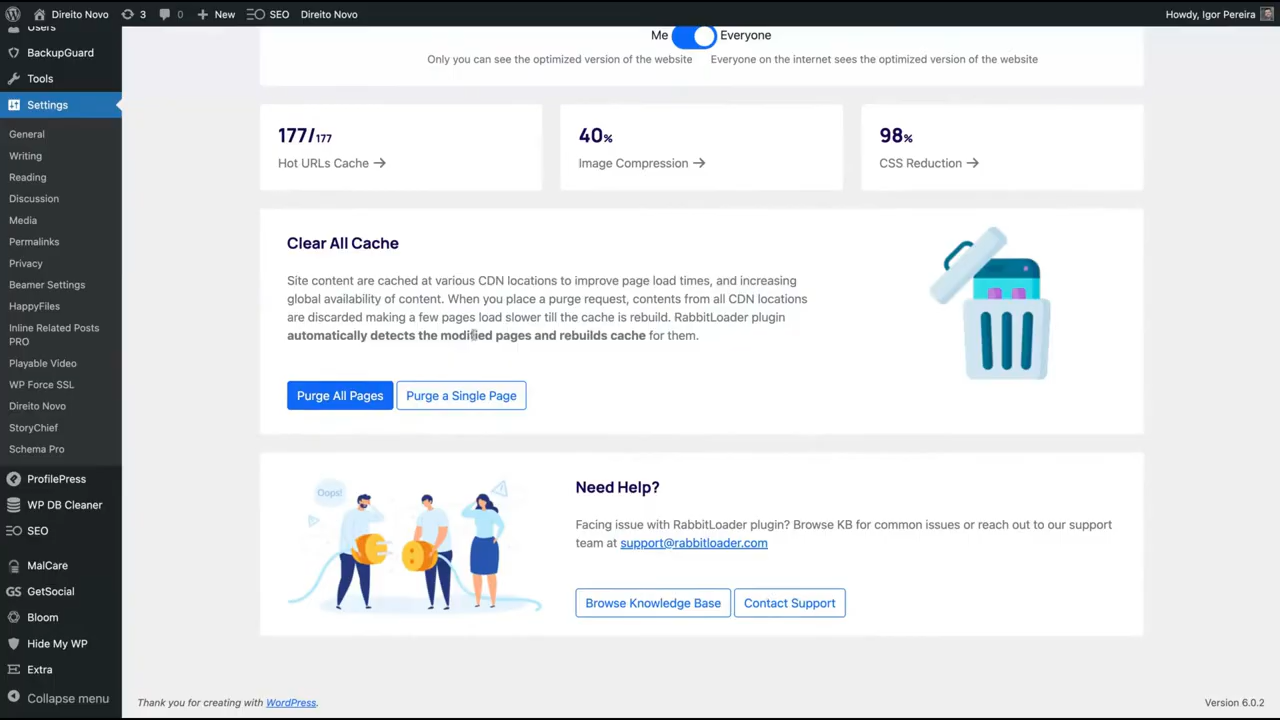 Direito Novo 3 0 New SEO Direito Novo Howdy, Igor Pereira
Users
BackupGuard
Tools
Settings
General
Writing
Reading
Discussion
Media
Permalinks
Privacy
Beamer Settings
HappyFiles
Inline Related Posts
PRO
Playable Video
WP Force SSL
Direito Novo
StoryChief
Schema Pro
ProfilePress
WP DB Cleaner
SEO
MalCare
GS GetSocial
Bloom
Hide My WP
Extra
Collapse menu
Me Everyone
Only you can see the optimized version of the website Everyone on the internet sees the optimized version of the website
177/177
Hot URLs Cache →
40%
Image Compression →
98%
CSS Reduction →
Clear All Cache
Site content are cached at various CDN locations to improve page load times, and increasing
global availability of content. When you place a purge request, contents from all CDN locations
are discarded making a few pages load slower till the cache is rebuild. RabbitLoader plugin
automatically detects the modified pages and rebuilds cache for them.
Purge All Pages Purge a Single Page
Oops!
Need Help?
Facing issue with RabbitLoader plugin? Browse KB for common issues or reach out to our support
team at support@rabbitloader.com
Browse Knowledge Base Contact Support
Thank you for creating with WordPress. Version 6.0.2